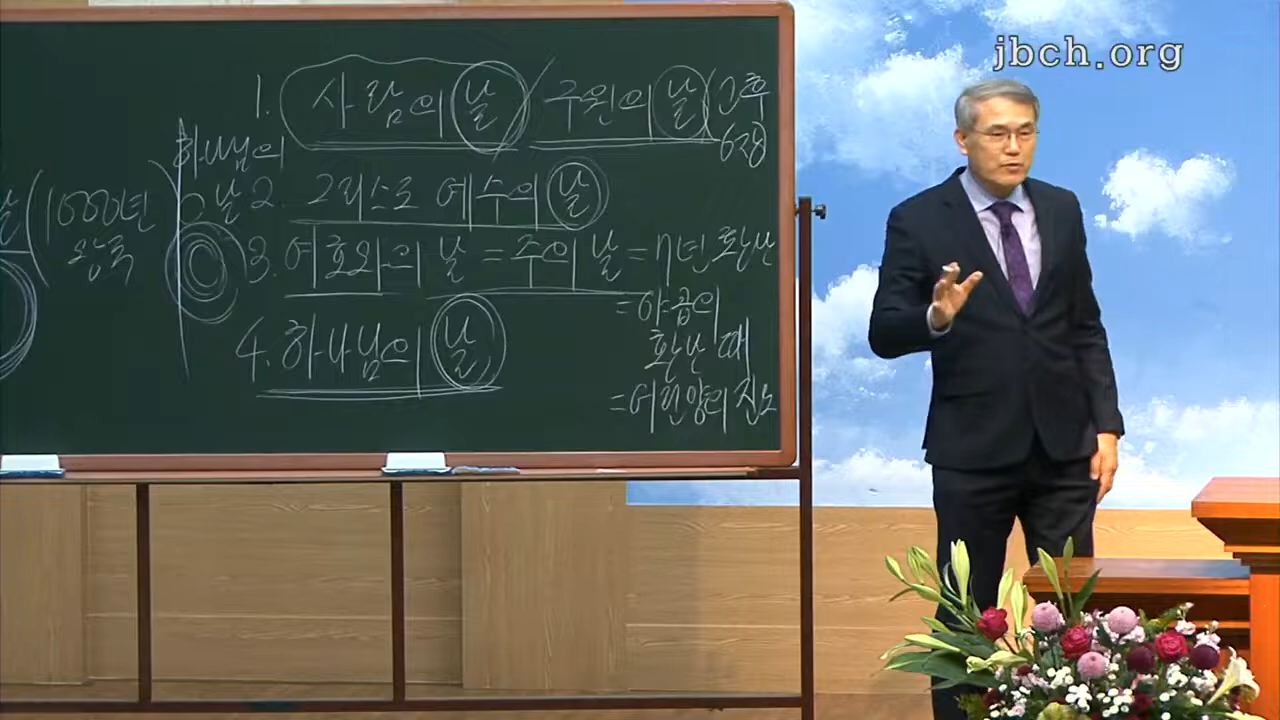 jbch.org
1. 사람의 날 / 구원의 날 (고후
6장
하나님의
날
2. 그리스도 예수의 날
3. 여호와의 날 = 주의 날 = 7년 환난
= 야곱의
환난 때
= 어린양의 진노
4. 하나님의 날
날 (1000년
왕국